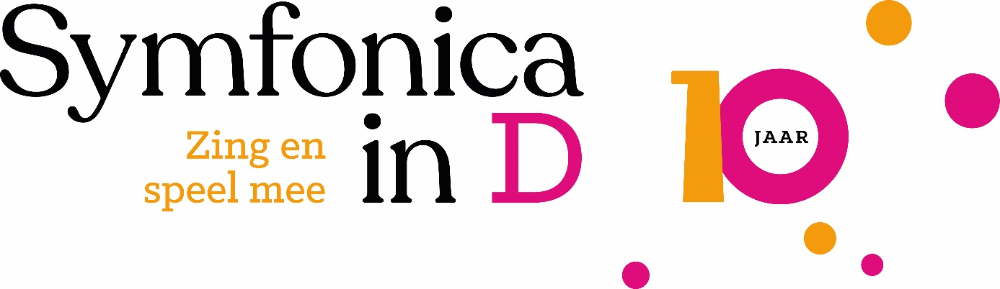 Symfonica
in D
Zing en
speel mee
10
JAAR